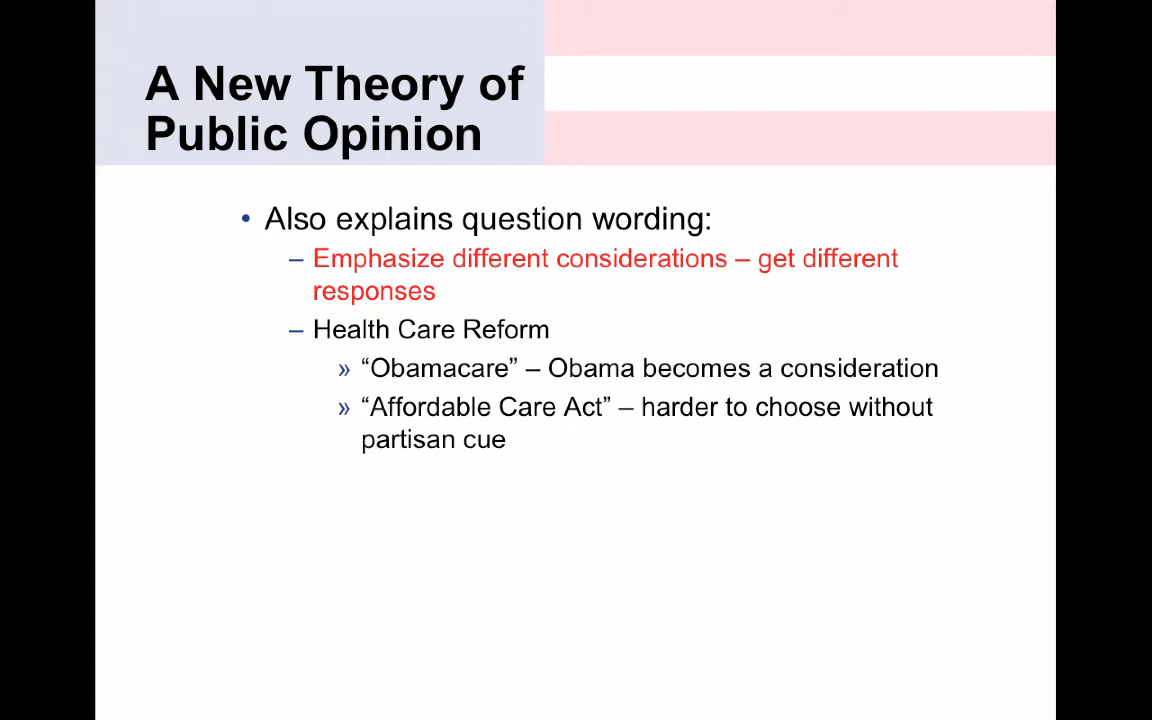 A New Theory of
Public Opinion
• Also explains question wording:
– Emphasize different considerations – get different
responses
– Health Care Reform
» “Obamacare” – Obama becomes a consideration
» “Affordable Care Act” – harder to choose without
partisan cue